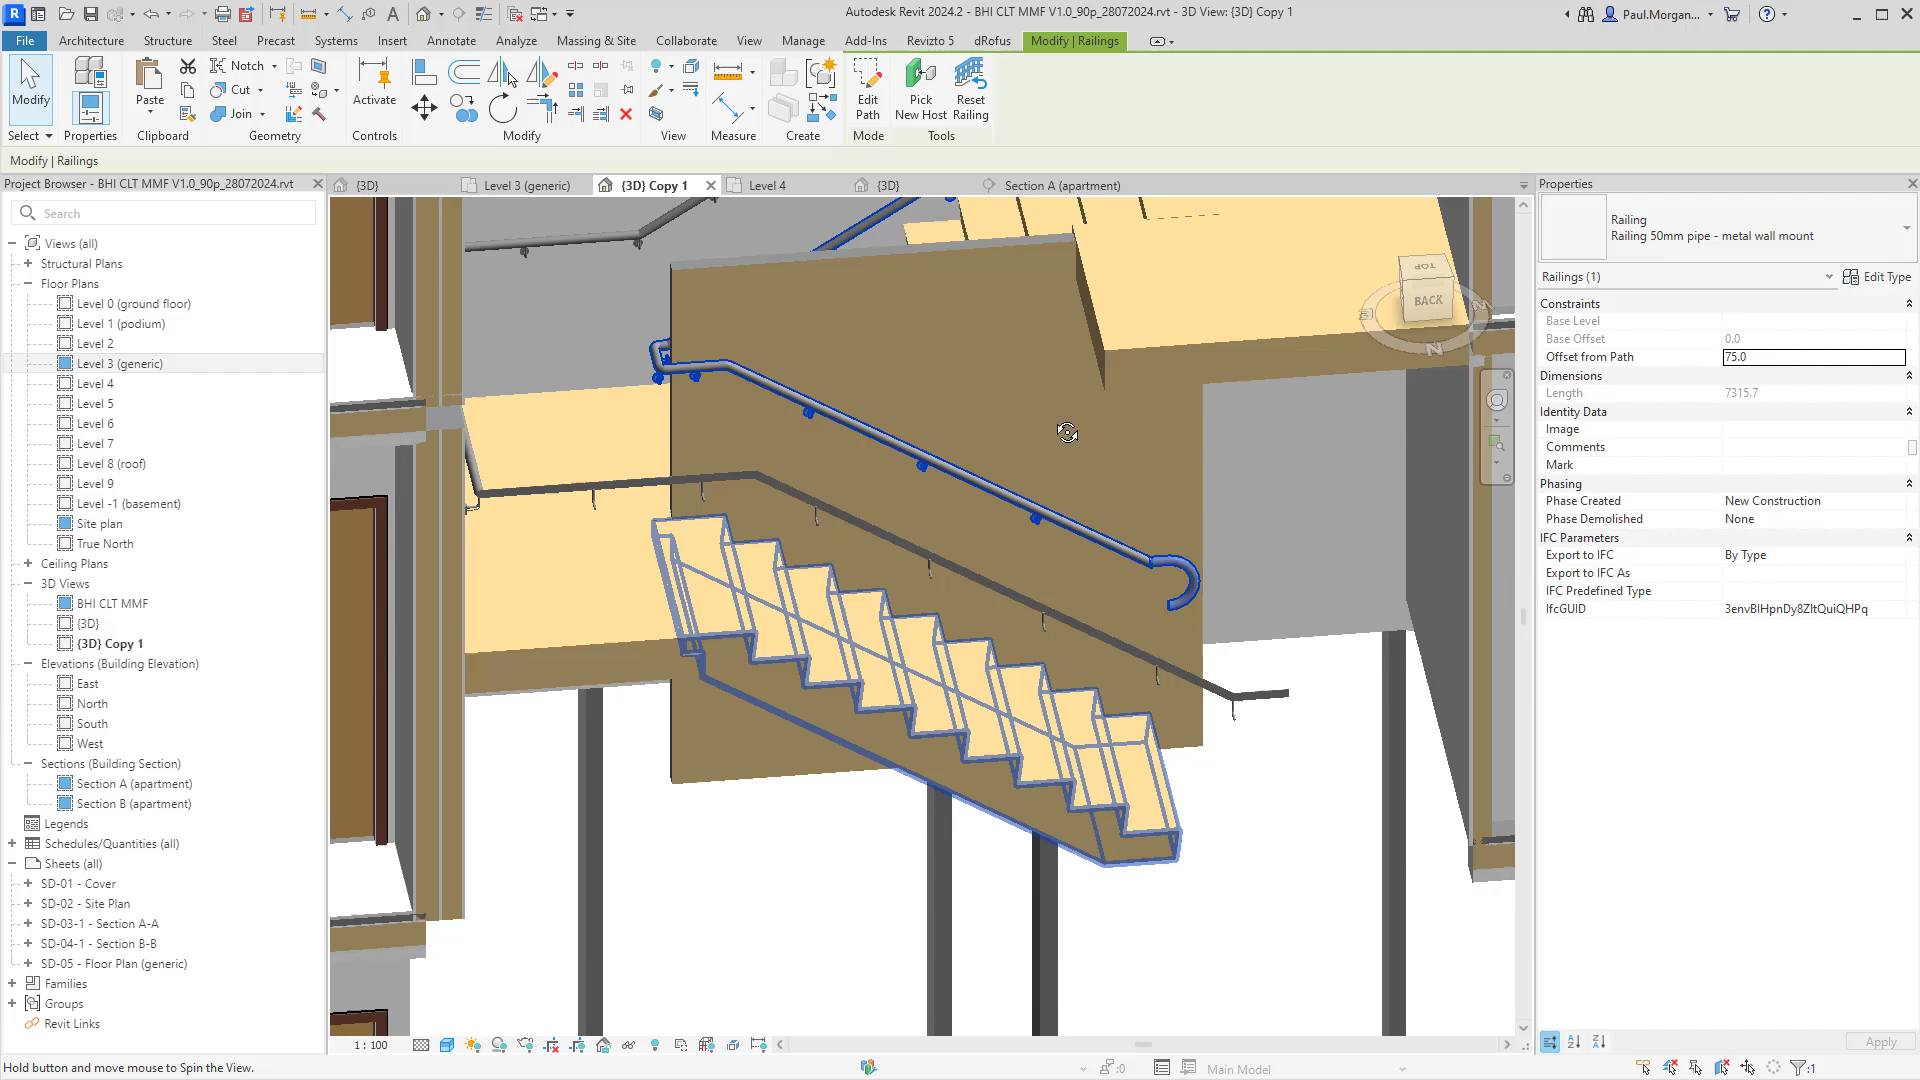 Autodesk Revit 2024.2 - BHI CLT MMF V1.0_90p_28072024.rvt - 3D View: {3D} Copy 1
Paul.Morgan...
File
Architecture
Structure
Steel
Precast
Systems
Insert
Annotate
Analyze
Massing & Site
Collaborate
View
Manage
Add-Ins
Revizto 5
dRofus
Modify | Railings
Modify
Paste
Notch
Cut
Join
Activate
Edit Path
Pick New Host
Reset Railing
Select
Properties
Clipboard
Geometry
Controls
Modify
View
Measure
Create
Mode
Tools
Modify | Railings
Project Browser - BHI CLT MMF V1.0_90p_28072024.rvt
Search
Views (all)
Structural Plans
Floor Plans
Level 0 (ground floor)
Level 1 (podium)
Level 2
Level 3 (generic)
Level 4
Level 5
Level 6
Level 7
Level 8 (roof)
Level 9
Level -1 (basement)
Site plan
True North
Ceiling Plans
3D Views
BHI CLT MMF
{3D}
{3D} Copy 1
Elevations (Building Elevation)
East
North
South
West
Sections (Building Section)
Section A (apartment)
Section B (apartment)
Legends
Schedules/Quantities (all)
Sheets (all)
SD-01 - Cover
SD-02 - Site Plan
SD-03-1 - Section A-A
SD-04-1 - Section B-B
SD-05 - Floor Plan (generic)
Families
Groups
Revit Links
{3D}
Level 3 (generic)
{3D} Copy 1
Level 4
{3D}
Section A (apartment)
TOP
BACK
N
1 : 100
Properties
Railing
Railing 50mm pipe - metal wall mount
Railings (1)
Edit Type
Constraints
Base Level
Base Offset 0.0
Offset from Path 75.0
Dimensions
Length 7315.7
Identity Data
Image
Comments
Mark
Phasing
Phase Created New Construction
Phase Demolished None
IFC Parameters
Export to IFC By Type
Export to IFC As
IFC Predefined Type
IfcGUID 3envBIHpnDy8ZItQuiQHPq
Apply
Hold button and move mouse to Spin the View.
:0
Main Model
:1